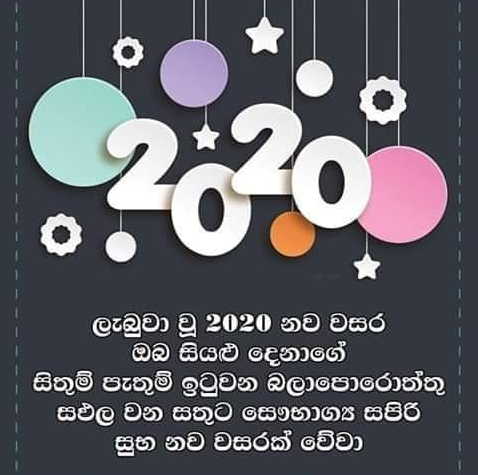 2020
ලැබුවා වූ 2020 නව වසර
ඔබ සියළු දෙනාගේ
සිතුම් පැතුම් ඉටුවන බලාපොරොත්තු
සඵල වන සතුට සෞභාග්‍ය සපිරි
සුභ නව වසරක් වේවා